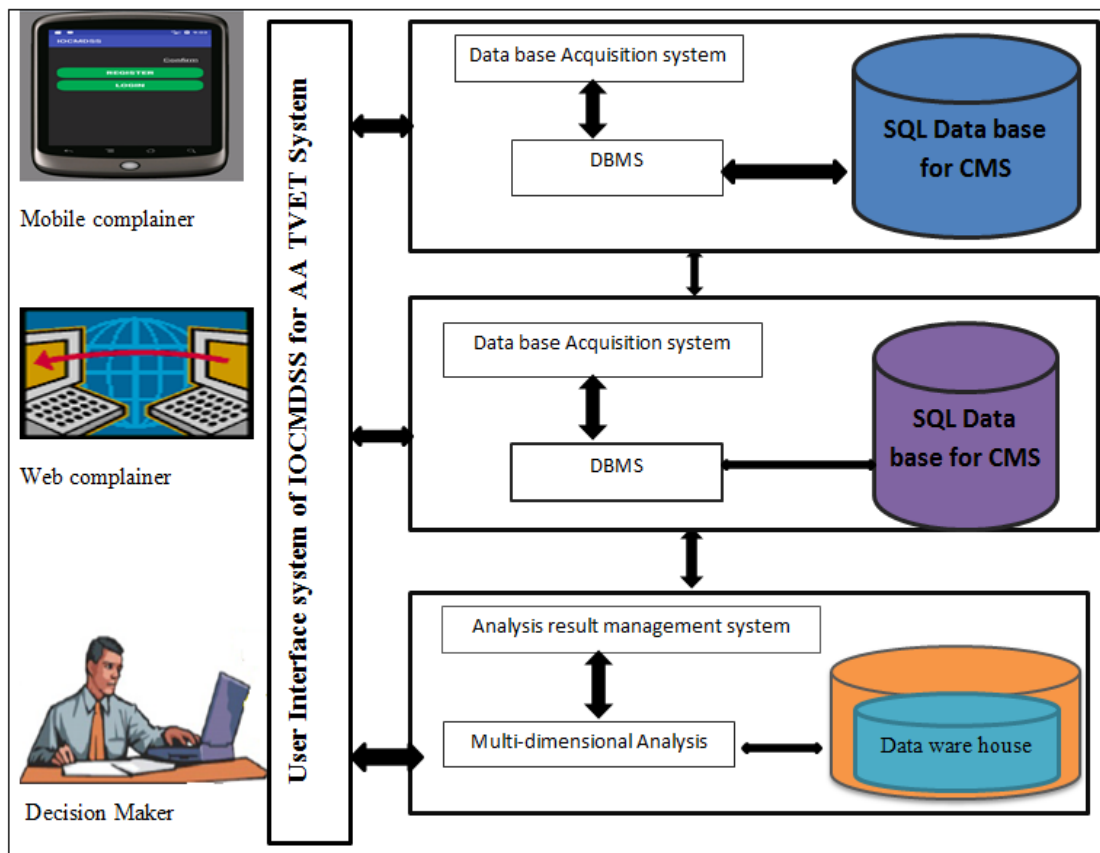 IOCMDSS
Confirm
REGISTER
LOGIN
Mobile complainer
Web complainer
Decision Maker
User Interface system of IOCMDSS for AA TVET System
Data base Acquisition system
DBMS
SQL Data base
for CMS
Data base Acquisition system
DBMS
SQL Data
base for CMS
Analysis result management system
Multi-dimensional Analysis
Data ware house